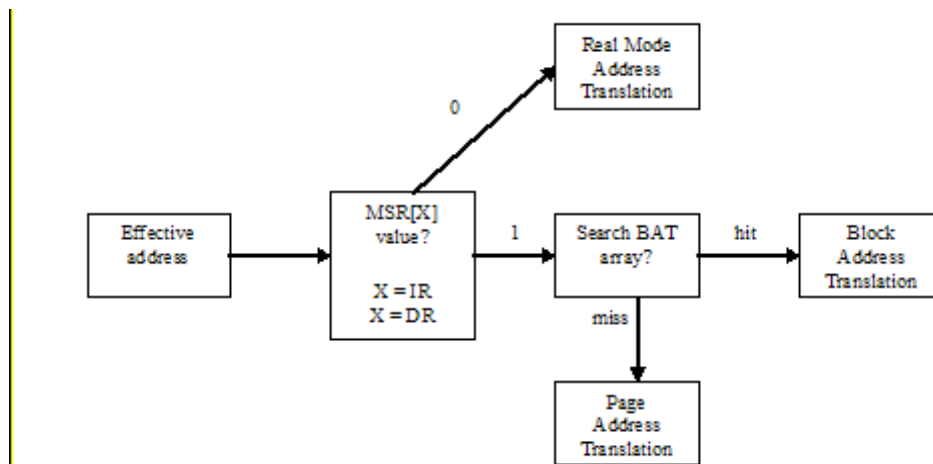 Real Mode
Address
Translation
0
Effective
address
MSR[X]
value?
X = IR
X = DR
1
Search BAT
array?
hit
Block
Address
Translation
miss
Page
Address
Translation